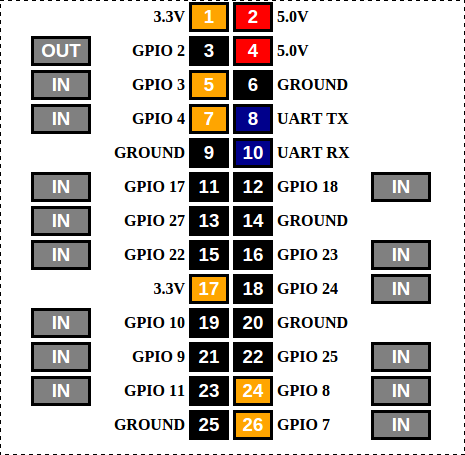 3.3V 1 2 5.0V
OUT GPIO 2 3 4 5.0V
IN GPIO 3 5 6 GROUND
IN GPIO 4 7 8 UART TX
GROUND 9 10 UART RX
IN GPIO 17 11 12 GPIO 18 IN
IN GPIO 27 13 14 GROUND
IN GPIO 22 15 16 GPIO 23 IN
3.3V 17 18 GPIO 24 IN
IN GPIO 10 19 20 GROUND
IN GPIO 9 21 22 GPIO 25 IN
IN GPIO 11 23 24 GPIO 8 IN
GROUND 25 26 GPIO 7 IN